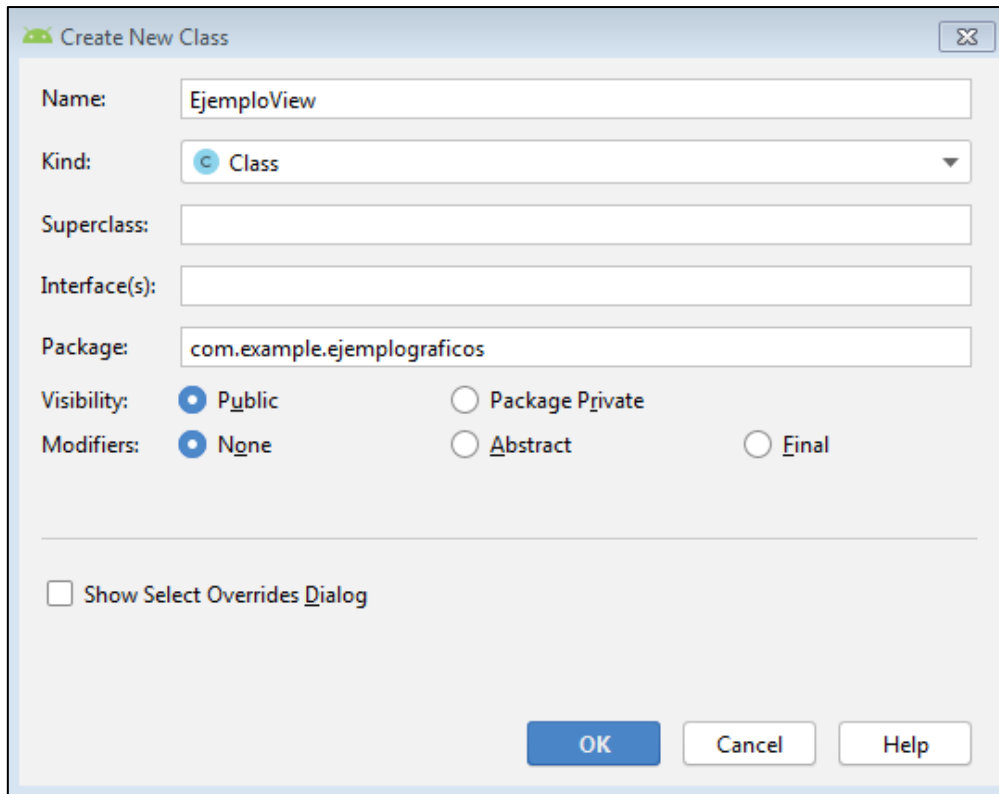 Create New Class
Name: EjemploView
Kind: C Class
Superclass:
Interface(s):
Package: com.example.ejemplograficos
Visibility: Public Package Private
Modifiers: None Abstract Final
Show Select Overrides Dialog
OK Cancel Help